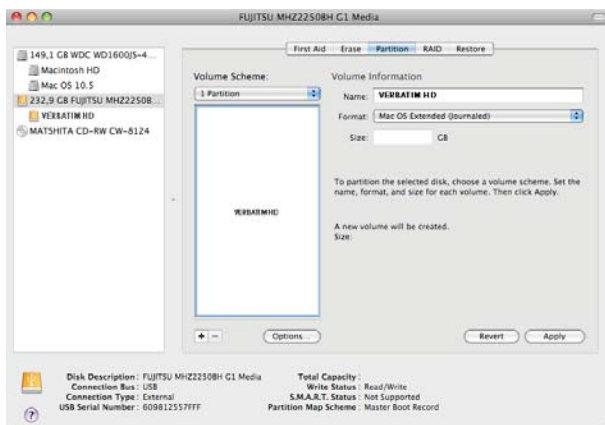 FUJITSU MHZ2250BH G1 Media
First Aid Erase Partition RAID Restore
149,1 GB WDC WD1600JS-4...
Macintosh HD
Mac OS 10.5
232,9 GB FUJITSU MHZ2250B...
VERBATIM HD
MATSHITA CD-RW CW-8124
Volume Scheme:
1 Partition
VERBATIM HD
Volume Information
Name: VERBATIM HD
Format: Mac OS Extended (Journaled)
Size: GB
To partition the selected disk, choose a volume scheme. Set the
name, format, and size for each volume. Then click Apply.
A new volume will be created.
Size:
+ - Options... Revert Apply
Disk Description : FUJITSU MHZ2250BH G1 Media
Connection Bus : USB
Connection Type : External
USB Serial Number : 609812557FFF
Total Capacity :
Write Status : Read/Write
S.M.A.R.T. Status : Not Supported
Partition Map Scheme : Master Boot Record
?